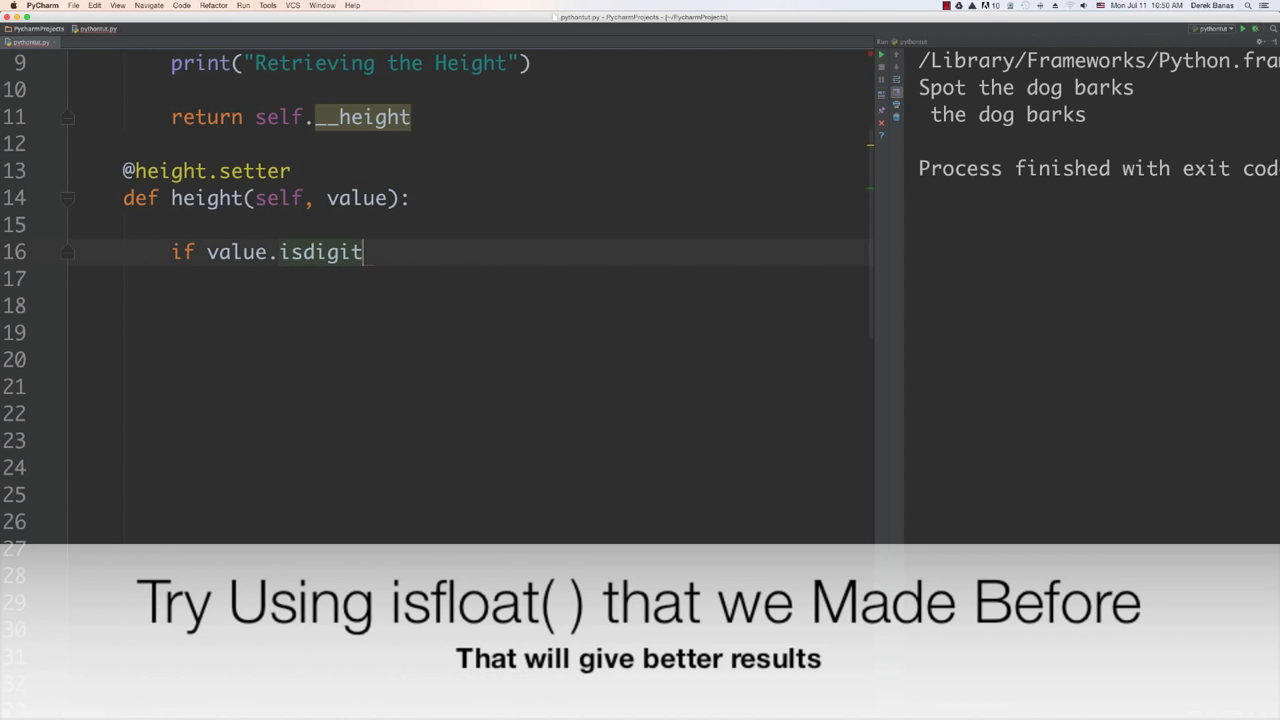 PyCharm File Edit View Navigate Code Refactor Run Tools VCS Window Help
10 Mon Jul 11 10:50 AM Derek Banas
pythontut.py - PycharmProjects - [~/PycharmProjects]
PycharmProjects pythontut.py
pythontut
pythontut.py
Run pythontut
9 print("Retrieving the Height")
10
11 return self.__height
12
13 @height.setter
14 def height(self, value):
15
16 if value.isdigit
17
18
19
20
21
22
23
24
25
26
27
28
29
30
31
/Library/Frameworks/Python.fra
Spot the dog barks
the dog barks
Process finished with exit cod
Try Using isfloat( ) that we Made Before
That will give better results